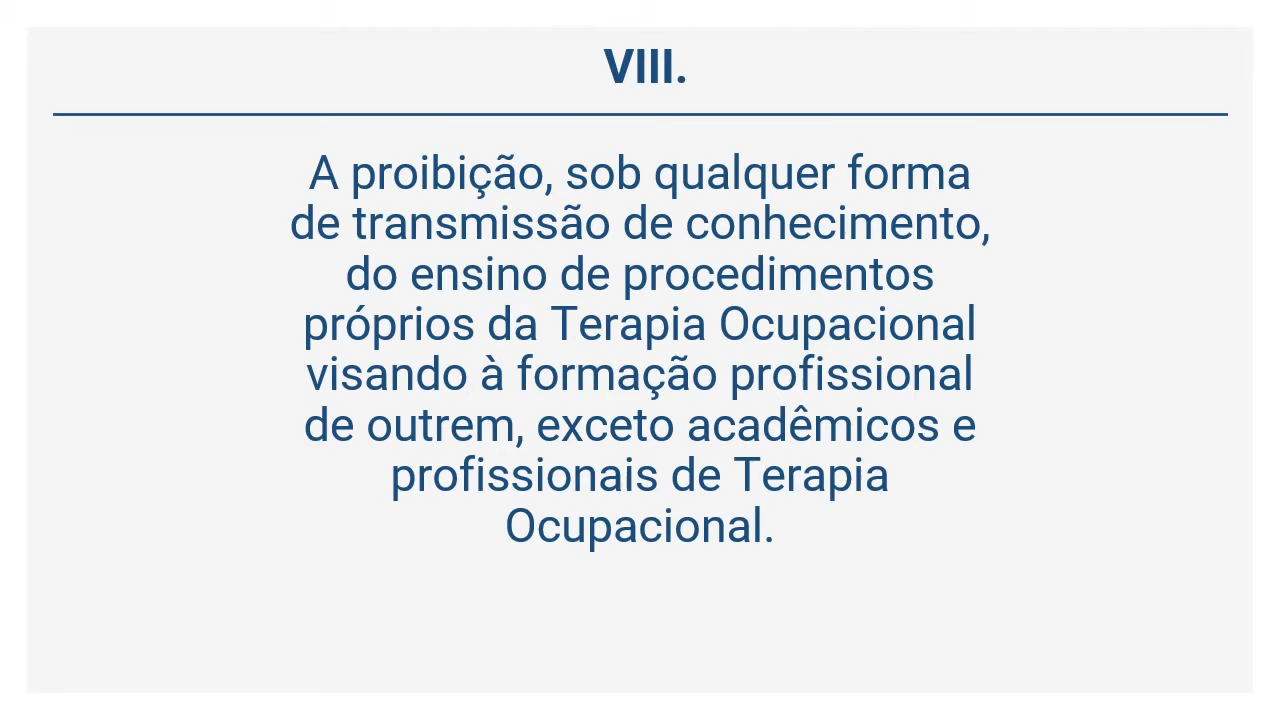 VIII.
A proibição, sob qualquer forma
de transmissão de conhecimento,
do ensino de procedimentos
próprios da Terapia Ocupacional
visando à formação profissional
de outrem, exceto acadêmicos e
profissionais de Terapia
Ocupacional.